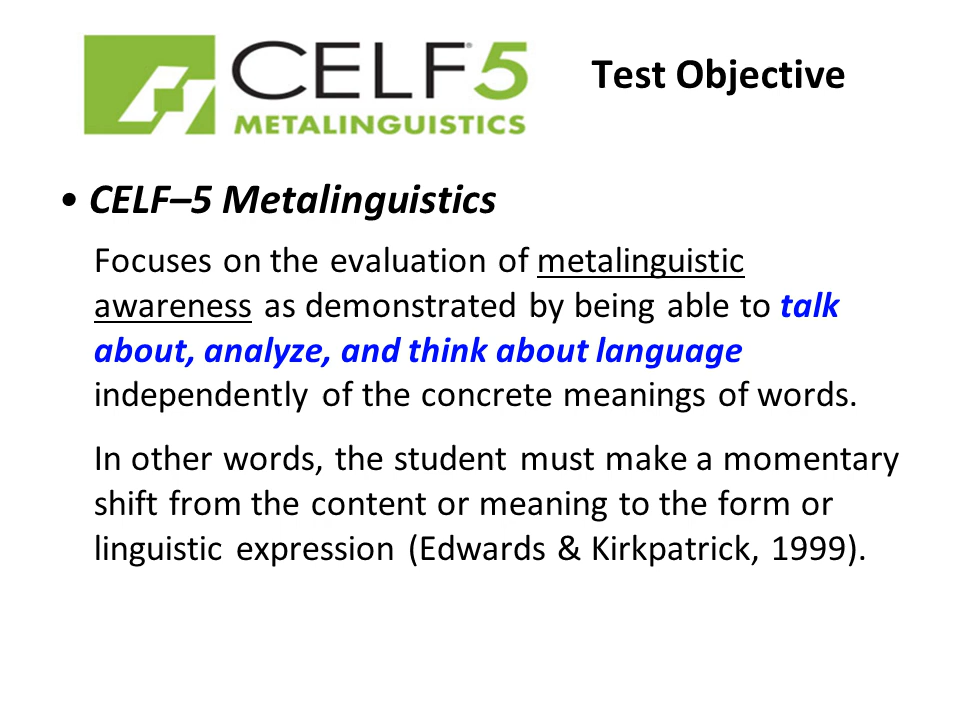 CELF®5
METALINGUISTICS
Test Objective
• CELF–5 Metalinguistics
Focuses on the evaluation of metalinguistic
awareness as demonstrated by being able to talk
about, analyze, and think about language
independently of the concrete meanings of words.
In other words, the student must make a momentary
shift from the content or meaning to the form or
linguistic expression (Edwards & Kirkpatrick, 1999).